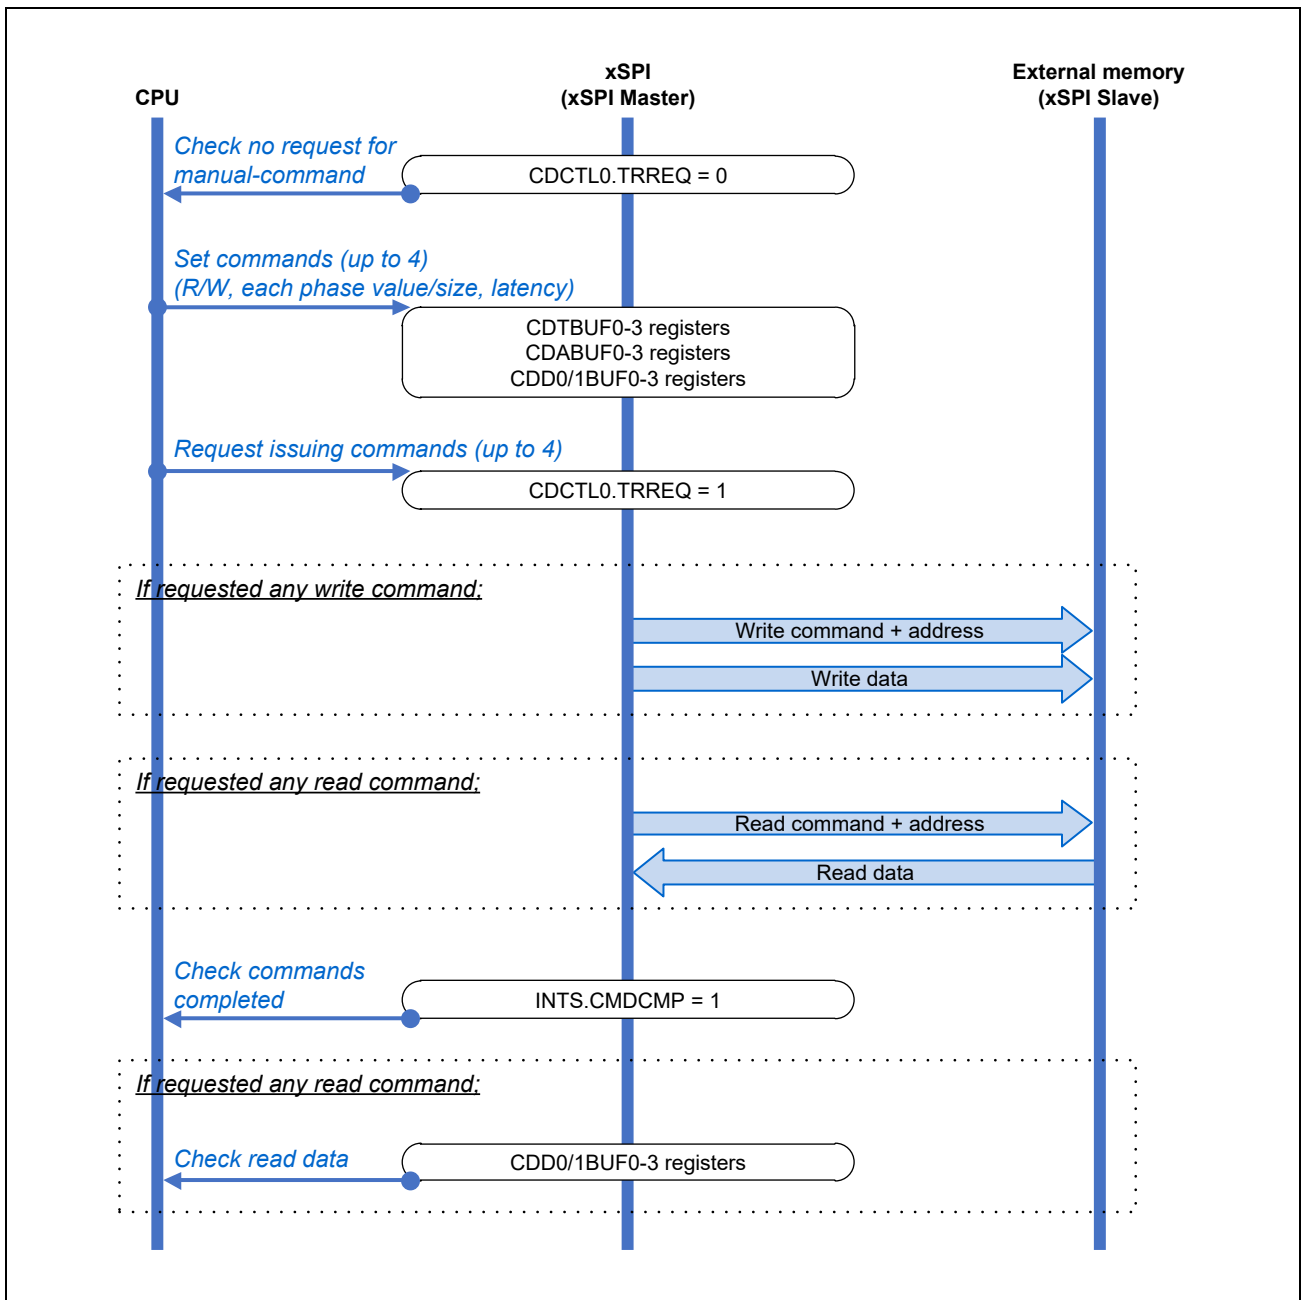 CPU
xSPI
(xSPI Master)
External memory
(xSPI Slave)
Check no request for
manual-command
CDCTL0.TRREQ = 0
Set commands (up to 4)
(R/W, each phase value/size, latency)
CDTBUF0-3 registers
CDABUF0-3 registers
CDD0/1BUF0-3 registers
Request issuing commands (up to 4)
CDCTL0.TRREQ = 1
If requested any write command;
Write command + address
Write data
If requested any read command;
Read command + address
Read data
Check commands
completed
INTS.CMDCMP = 1
If requested any read command;
Check read data
CDD0/1BUF0-3 registers